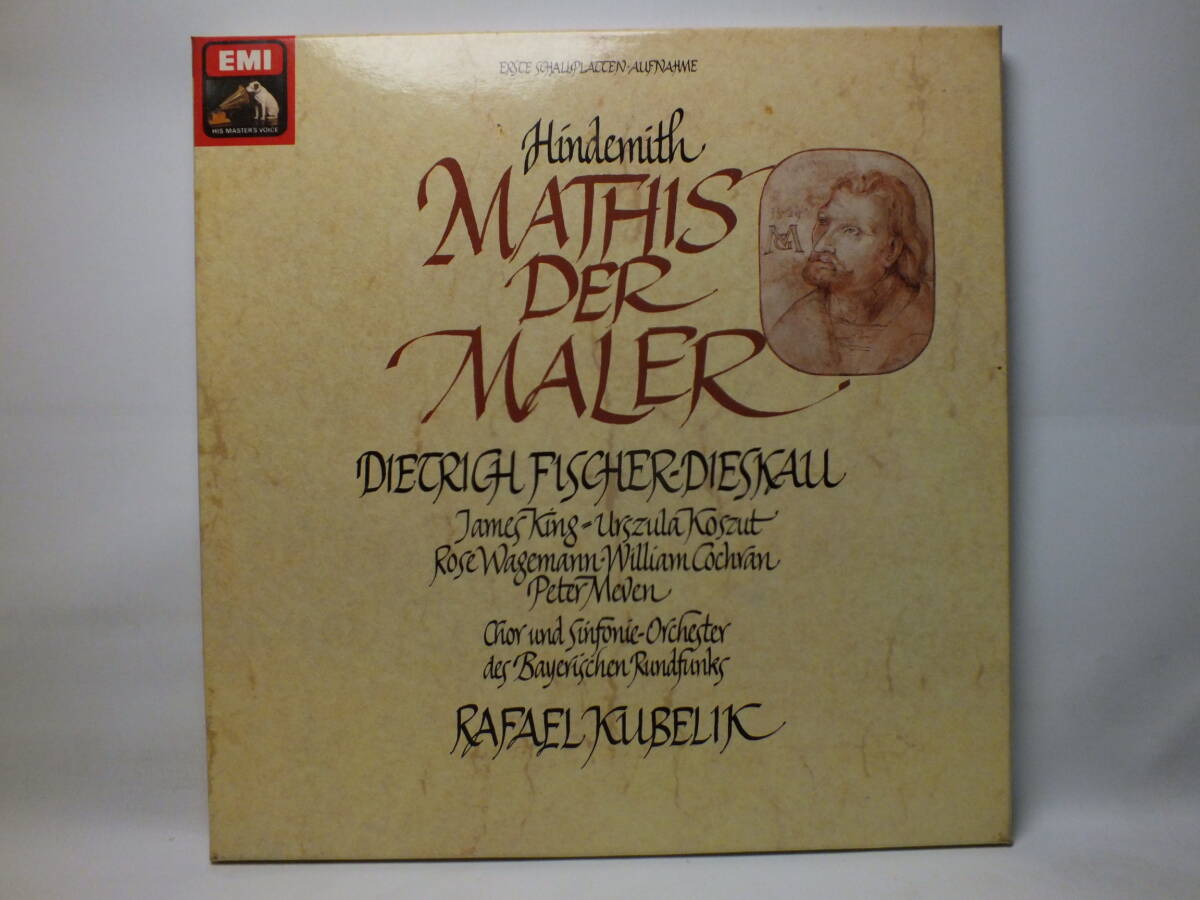 EMI
HIS MASTER'S VOICE
ERSTE SCHALLPLATTEN-AUFNAHME
Hindemith
MATHIS
DER
MALER
DIETRICH FISCHER-DIESKAU
James King-Urszula Koszut
Rose Wagemann-William Cochran
Peter Meven
Chor und Sinfonie-Orchester
des Bayerischen Rundfunks
RAFAEL KUBELIK